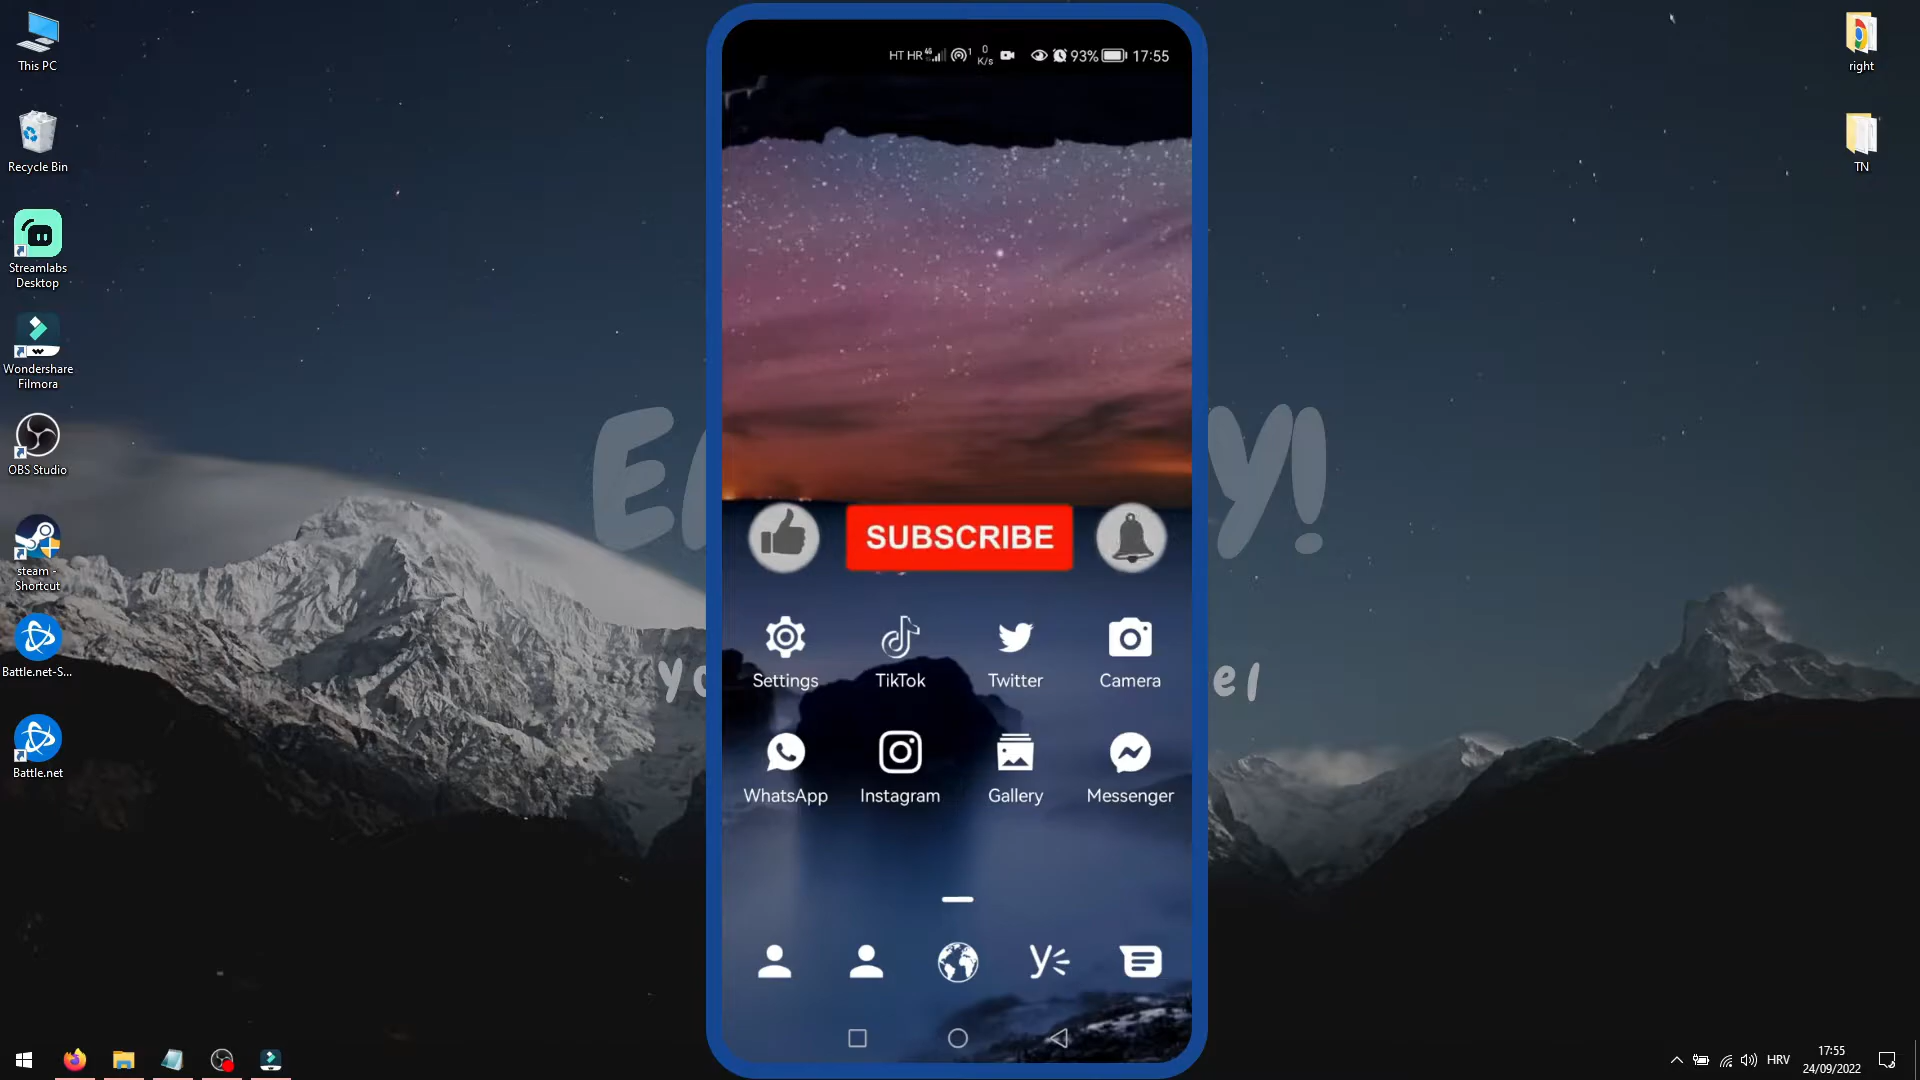 This PC
Recycle Bin
Streamlabs
Desktop
Wondershare
Filmora
OBS Studio
steam -
Shortcut
Battle.net-S...
Battle.net
right
TN
HT HR 0 K/s 93% 17:55
Y!
SUBSCRIBE
Settings
TikTok
Twitter
Camera
WhatsApp
Instagram
Gallery
Messenger
HRV
17:55
24/09/2022